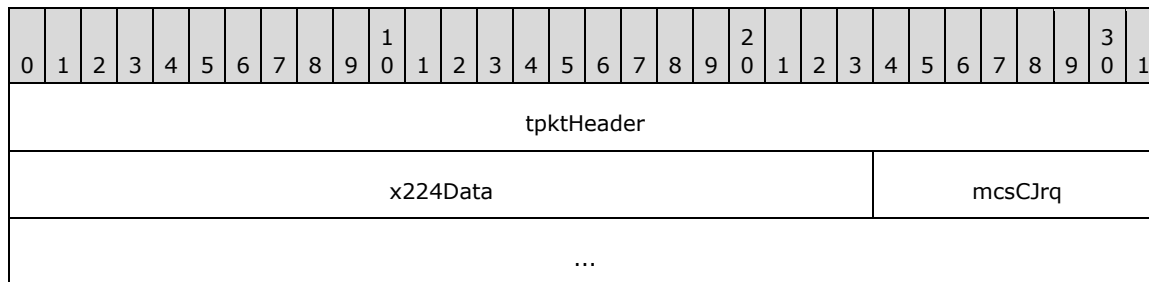 1 2 3
0 1 2 3 4 5 6 7 8 9 0 1 2 3 4 5 6 7 8 9 0 1 2 3 4 5 6 7 8 9 0 1
tpktHeader
x224Data mcsCJrq
...